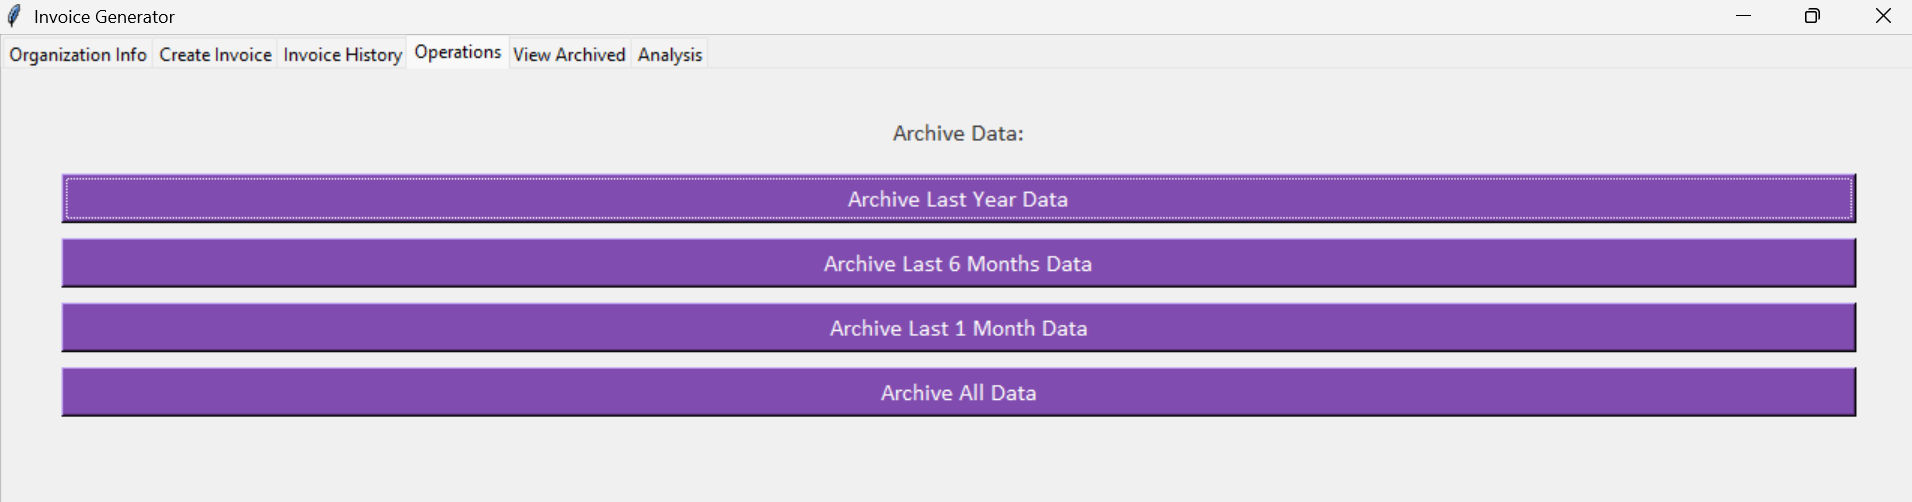 Invoice Generator
Organization Info Create Invoice Invoice History Operations View Archived Analysis
Archive Data:
Archive Last Year Data
Archive Last 6 Months Data
Archive Last 1 Month Data
Archive All Data